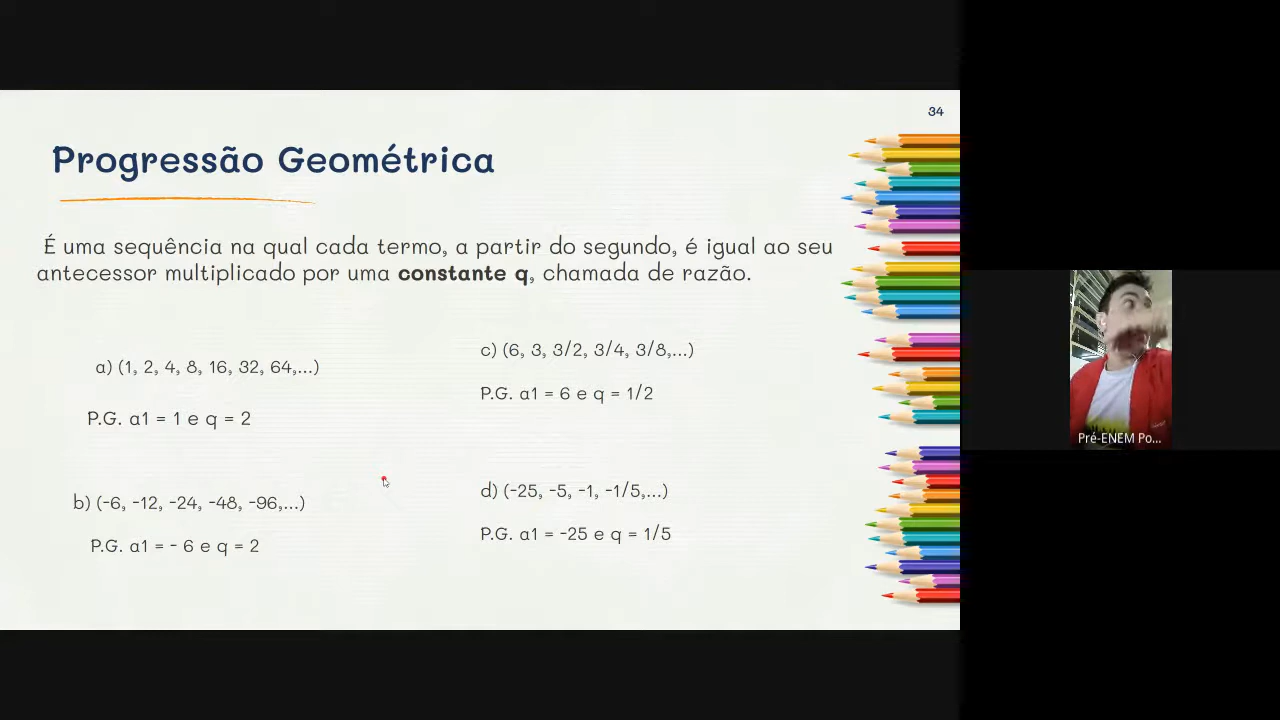 34
Progressão Geométrica
É uma sequência na qual cada termo, a partir do segundo, é igual ao seu
antecessor multiplicado por uma constante q, chamada de razão.
a) (1, 2, 4, 8, 16, 32, 64,...)
P.G. a1 = 1 e q = 2
b) (-6, -12, -24, -48, -96,...)
P.G. a1 = - 6 e q = 2
c) (6, 3, 3/2, 3/4, 3/8,...)
P.G. a1 = 6 e q = 1/2
d) (-25, -5, -1, -1/5,...)
P.G. a1 = -25 e q = 1/5
Pré-ENEM Po...